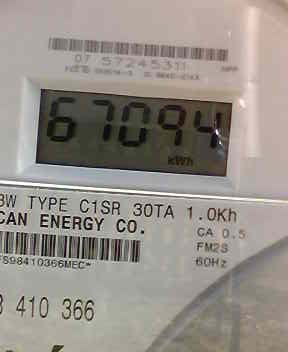 07 57245311
67094
kWh
3W TYPE C1SR 30TA 1.0Kh
CAN ENERGY CO.
CA 0.5
FM2S
FS98410366MEC*
60Hz
8 410 366